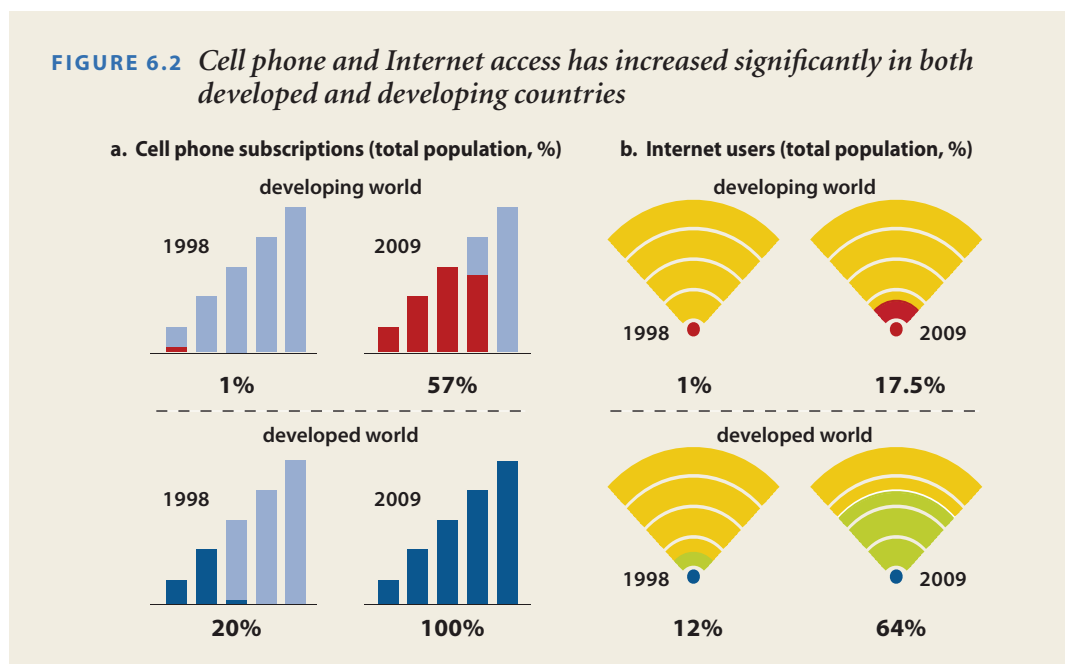 FIGURE 6.2 Cell phone and Internet access has increased significantly in both
developed and developing countries
a. Cell phone subscriptions (total population, %)
developing world
1998
2009
1%
57%
developed world
1998
2009
20%
100%
b. Internet users (total population, %)
developing world
1998
2009
1%
17.5%
developed world
1998
2009
12%
64%